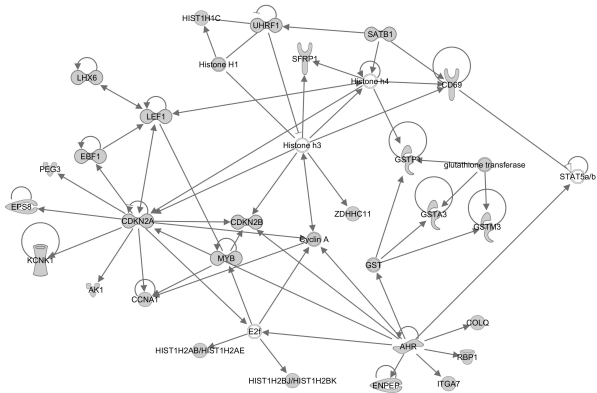 HIST1H1C
UHRF1
SATB1
Histone H1
SFRP1
LHX6
Histone h4
CD69
LEF1
Histone h3
EBF1
GSTP1
glutathione transferase
PEG3
STAT5a/b
EPS8
CDKN2A
CDKN2B
ZDHHC11
GSTA3
GSTM3
Cyclin A
KCNK1
MYB
GST
AK1
CCNA1
COLQ
E2f
AHR
HIST1H2AB/HIST1H2AE
RBP1
HIST1H2BJ/HIST1H2BK
ENPEP
ITGA7